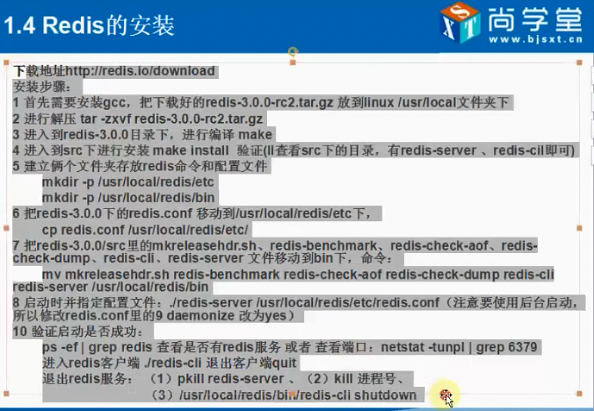 1.4 Redis的安装
尚学堂
www.bjsxt.cn
下载地址http://redis.io/download
安装步骤：
1 首先需要安装gcc，把下载好的redis-3.0.0-rc2.tar.gz 放到linux /usr/local文件夹下
2 进行解压 tar -zxvf redis-3.0.0-rc2.tar.gz
3 进入到redis-3.0.0目录下，进行编译 make
4 进入到src下进行安装 make install  验证(ll查看src下的目录，有redis-server 、redis-cil即可)
5 建立俩个文件夹存放redis命令和配置文件
mkdir -p /usr/local/redis/etc
mkdir -p /usr/local/redis/bin
6 把redis-3.0.0下的redis.conf 移动到/usr/local/redis/etc下，
cp redis.conf /usr/local/redis/etc/
7 把redis-3.0.0/src里的mkreleasehdr.sh、redis-benchmark、redis-check-aof、redis-
check-dump、redis-cli、redis-server 文件移动到bin下，命令：
mv mkreleasehdr.sh redis-benchmark redis-check-aof redis-check-dump redis-cli
redis-server /usr/local/redis/bin
8 启动时并指定配置文件：./redis-server /usr/local/redis/etc/redis.conf（注意要使用后台启动，
所以修改redis.conf里的9 daemonize 改为yes）
10 验证启动是否成功：
ps -ef | grep redis 查看是否有redis服务 或者 查看端口：netstat -tunpl | grep 6379
进入redis客户端 ./redis-cli 退出客户端quit
退出redis服务： （1）pkill redis-server 、（2）kill 进程号、
（3）/usr/local/redis/bin/redis-cli shutdown